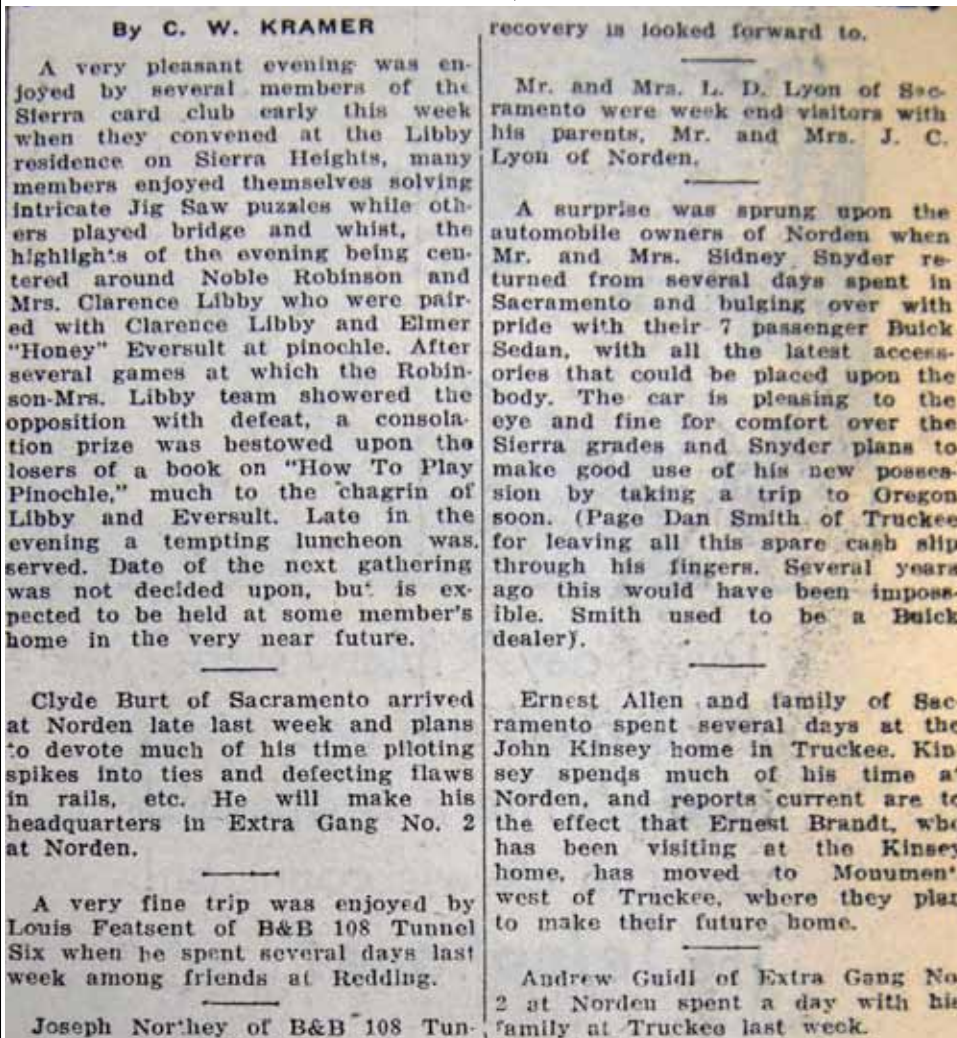 By C. W. KRAMER
A very pleasant evening was en-
joyed by several members of the
Sierra card club early this week
when they convened at the Libby
residence on Sierra Heights, many
members enjoyed themselves solving
intricate Jig Saw puzzles while oth-
ers played bridge and whist, the
highlights of the evening being cen-
tered around Noble Robinson and
Mrs. Clarence Libby who were pair-
ed with Clarence Libby and Elmer
"Honey" Eversult at pinochle. After
several games at which the Robin-
son-Mrs. Libby team showered the
opposition with defeat, a consola-
tion prize was bestowed upon the
losers of a book on "How To Play
Pinochle," much to the chagrin of
Libby and Eversult. Late in the
evening a tempting luncheon was
served. Date of the next gathering
was not decided upon, but is ex-
pected to be held at some member's
home in the very near future.
Clyde Burt of Sacramento arrived
at Norden late last week and plans
to devote much of his time piloting
spikes into ties and defecting flaws
in rails, etc. He will make his
headquarters in Extra Gang No. 2
at Norden.
A very fine trip was enjoyed by
Louis Featsent of B&B 108 Tunnel
Six when he spent several days last
week among friends at Redding.
Joseph Northey of B&B 108 Tun-
recovery is looked forward to.
Mr. and Mrs. L. D. Lyon of Sac-
ramento were week end visitors with
his parents, Mr. and Mrs. J. C.
Lyon of Norden.
A surprise was sprung upon the
automobile owners of Norden when
Mr. and Mrs. Sidney Snyder re-
turned from several days spent in
Sacramento and bulging over with
pride with their 7 passenger Buick
Sedan, with all the latest access-
ories that could be placed upon the
body. The car is pleasing to the
eye and fine for comfort over the
Sierra grades and Snyder plans to
make good use of his new posses-
sion by taking a trip to Oregon
soon. (Page Dan Smith of Truckee
for leaving all this spare cash slip
through his fingers. Several years
ago this would have been imposs-
ible. Smith used to be a Buick
dealer).
Ernest Allen and family of Sac
ramento spent several days at the
John Kinsey home in Truckee. Kin
sey spends much of his time at
Norden, and reports current are to
the effect that Ernest Brandt, who
has been visiting at the Kinsey
home, has moved to Monument
west of Truckee, where they plan
to make their future home.
Andrew Guidi of Extra Gang No
2 at Norden spent a day with his
family at Truckee last week.